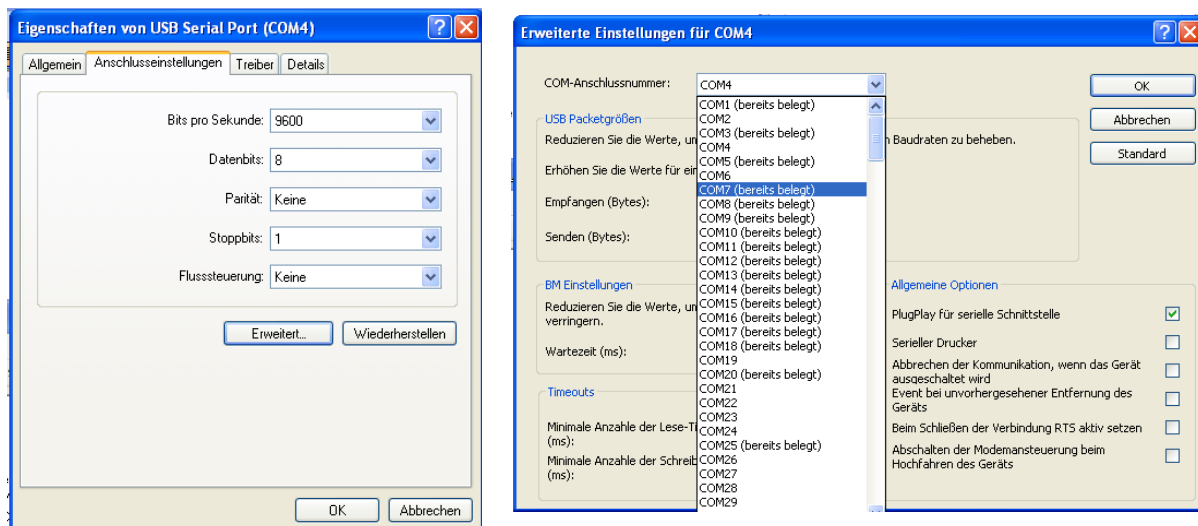 Eigenschaften von USB Serial Port (COM4)
Allgemein Anschlusseinstellungen Treiber Details
Bits pro Sekunde: 9600
Datenbits: 8
Parität: Keine
Stoppbits: 1
Flusssteuerung: Keine
Erweitert... Wiederherstellen
OK Abbrechen
Erweiterte Einstellungen für COM4
COM-Anschlussnummer: COM4
OK
Abbrechen
Standard
COM1 (bereits belegt)
COM2
COM3 (bereits belegt)
COM4
COM5 (bereits belegt)
COM6
COM7 (bereits belegt)
COM8 (bereits belegt)
COM9 (bereits belegt)
COM10 (bereits belegt)
COM11 (bereits belegt)
COM12 (bereits belegt)
COM13 (bereits belegt)
COM14 (bereits belegt)
COM15 (bereits belegt)
COM16 (bereits belegt)
COM17 (bereits belegt)
COM18 (bereits belegt)
COM19
COM20 (bereits belegt)
COM21
COM22
COM23
COM24
COM25 (bereits belegt)
COM26
COM27
COM28
COM29
USB Packetgrößen
Reduzieren Sie die Werte, Baudraten zu beheben.
Erhöhen Sie die Werte für
Empfangen (Bytes):
Senden (Bytes):
BM Einstellungen
Reduzieren Sie die Werte,
verringern.
Wartezeit (ms):
Timeouts
Minimale Anzahle der
(ms):
Minimale Anzahle der
(ms):
Allgemeine Optionen
PlugPlay für serielle Schnittstelle
Serieller Drucker
Abbrechen der Kommunikation, wenn das Gerät
ausgeschaltet wird
Event bei unvorhergesehener Entfernung des
Geräts
Beim Schließen der Verbindung RTS aktiv setzen
Abschalten der Modemansteuerung beim
Hochfahren des Geräts